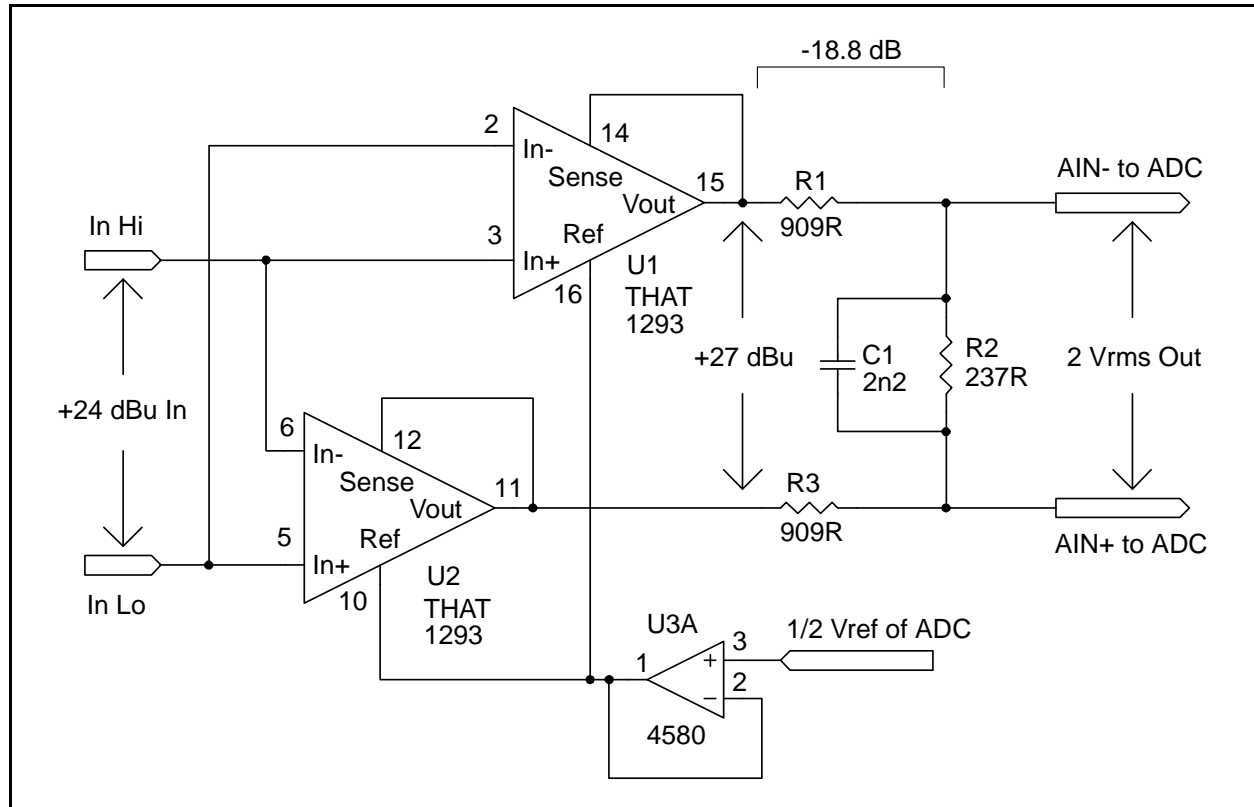 -18.8 dB
2
In-
14
Sense
15
Vout
R1
909R
AIN- to ADC
In Hi
3
In+
Ref
16
U1
THAT
1293
+24 dBu In
+27 dBu
C1
2n2
R2
237R
2 Vrms Out
6
In-
12
Sense
11
Vout
R3
909R
AIN+ to ADC
5
In+
Ref
10
U2
THAT
1293
In Lo
U3A
1
3
+
2
−
4580
1/2 Vref of ADC